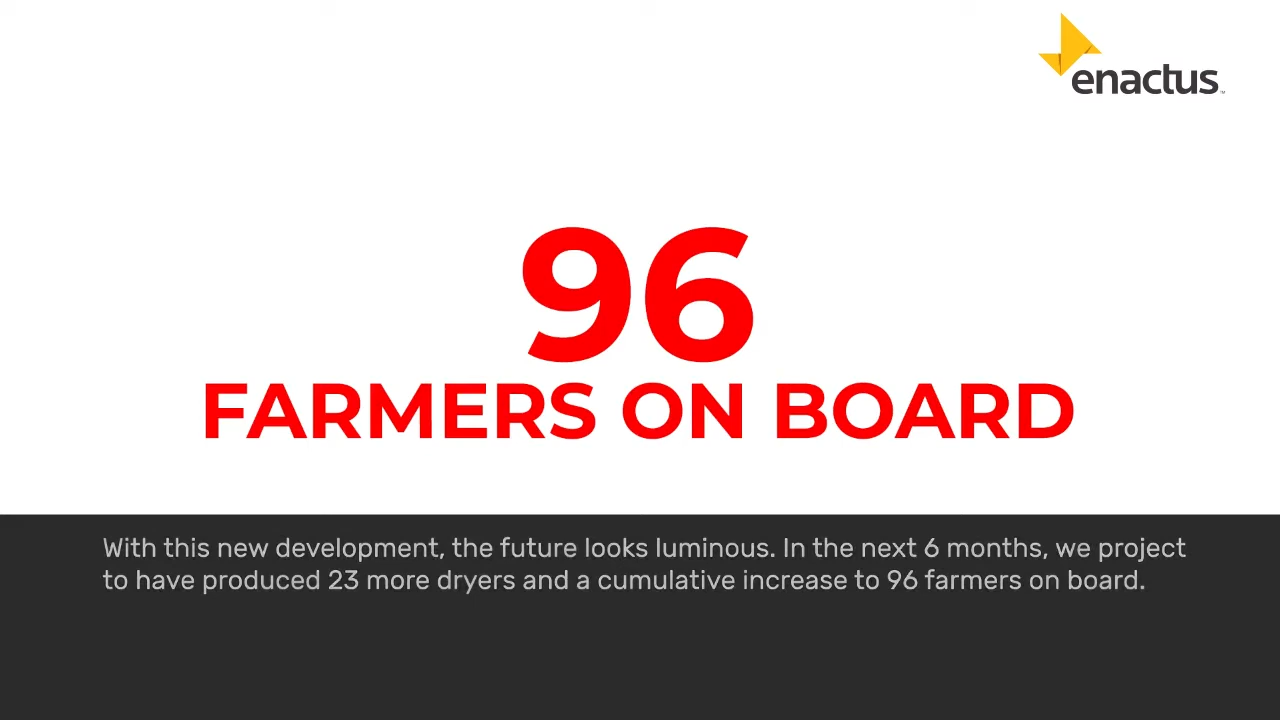 enactus™
96
FARMERS ON BOARD
With this new development, the future looks luminous. In the next 6 months, we project
to have produced 23 more dryers and a cumulative increase to 96 farmers on board.